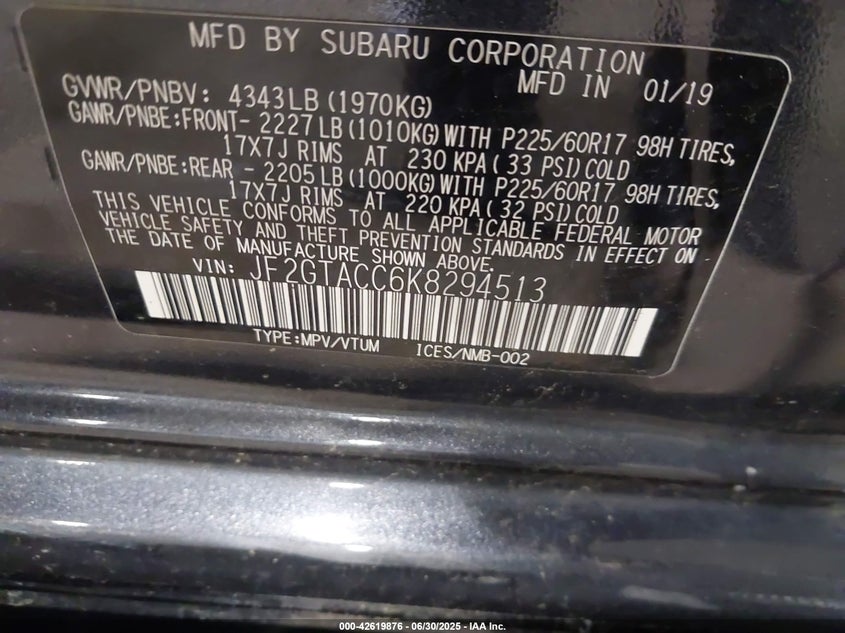 MFD BY SUBARU CORPORATION
MFD IN 01/19
GVWR/PNBV: 4343LB (1970KG)
GAWR/PNBE:FRONT- 2227LB(1010KG)WITH P225/60R17 98H TIRES,
17X7J RIMS AT 230 KPA( 33 PSI)COLD
GAWR/PNBE:REAR - 2205LB(1000KG)WITH P225/60R17 98H TIRES,
17X7J RIMS AT 220 KPA( 32 PSI)COLD
THIS VEHICLE CONFORMS TO ALL APPLICABLE FEDERAL MOTOR
VEHICLE SAFETY AND THEFT PREVENTION STANDARDS IN EFFECT ON
THE DATE OF MANUFACTURE SHOWN ABOVE.
VIN: JF2GTACC6K8294513
TYPE:MPV/VTUM ICES/NMB-002
000-42619876 - 06/30/2025 - IAA Inc.